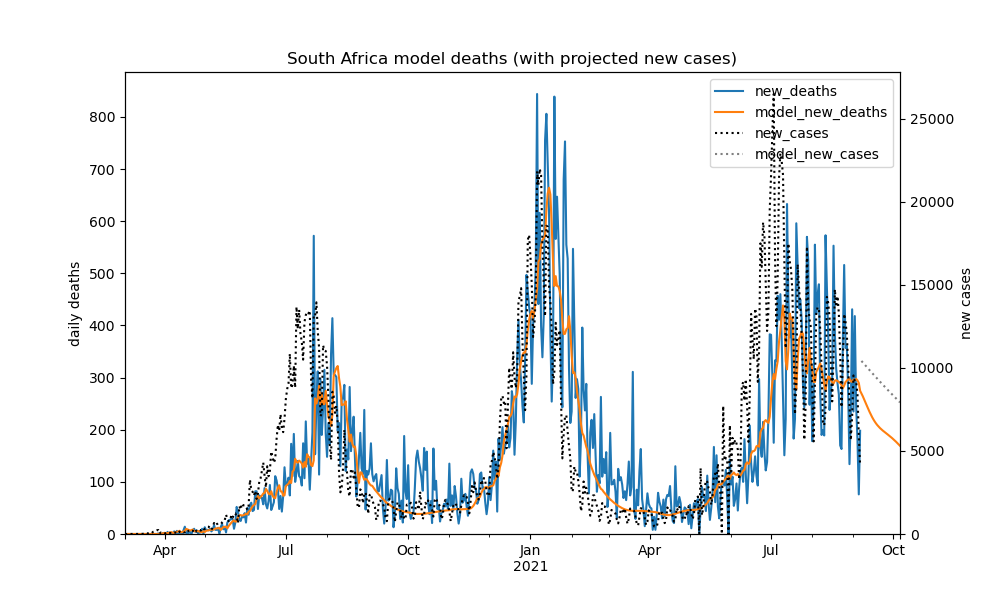 South Africa model deaths (with projected new cases)
new_deaths
model_new_deaths
new_cases
model_new_cases
800
700
600
500
400
300
200
100
0
daily deaths
25000
20000
15000
10000
5000
0
new cases
Apr
Jul
Oct
Jan
2021
Apr
Jul
Oct